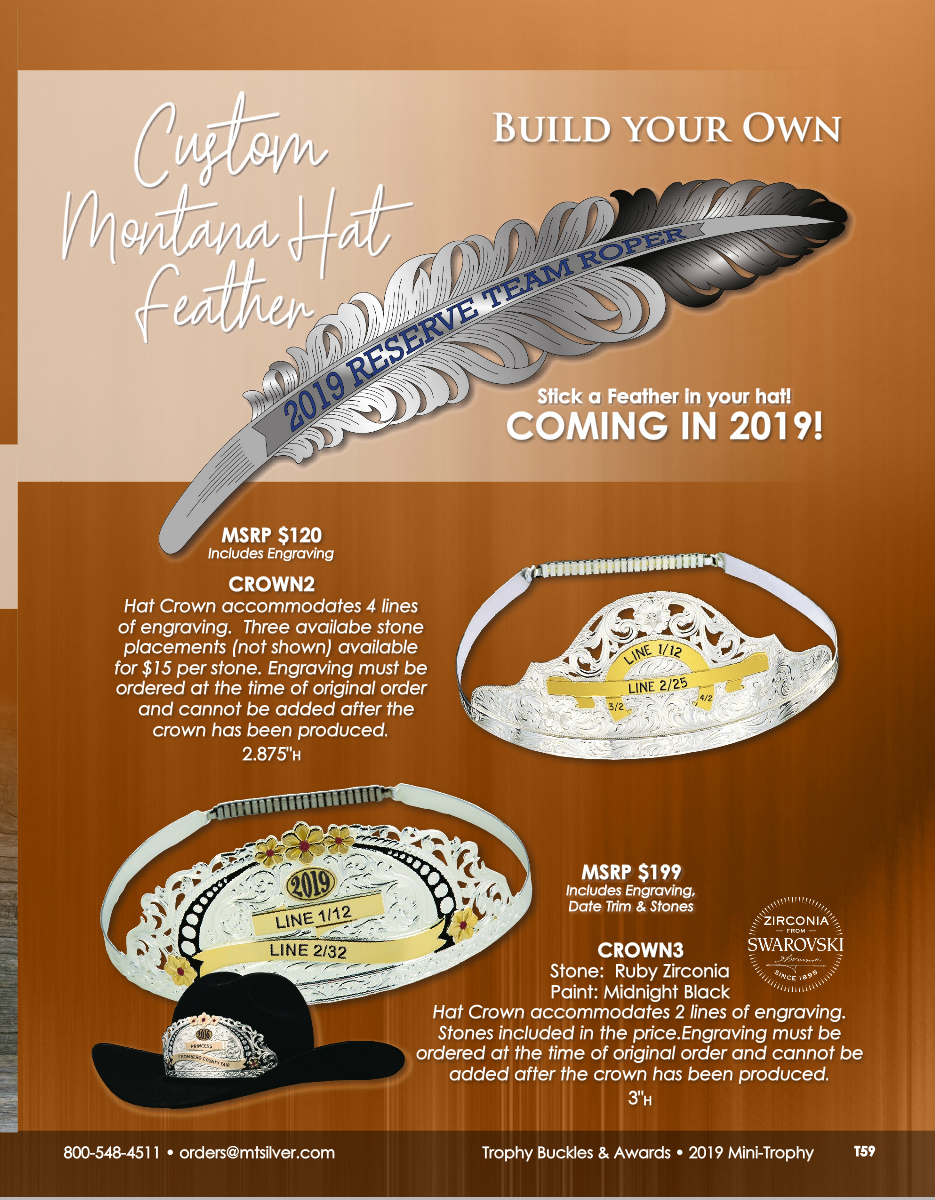 Custom
Montana Hat
Feather
BUILD YOUR OWN
2019 RESERVE TEAM ROPER
Stick a Feather in your hat!
COMING IN 2019!
MSRP $120
Includes Engraving
CROWN2
Hat Crown accommodates 4 lines
of engraving. Three availabe stone
placements (not shown) available
for $15 per stone. Engraving must be
ordered at the time of original order
and cannot be added after the
crown has been produced.
2.875"H
LINE 1/12
LINE 2/25
3/2
4/2
2019
LINE 1/12
LINE 2/32
MSRP $199
Includes Engraving,
Date Trim & Stones
ZIRCONIA
FROM
SWAROVSKI
SINCE 1895
CROWN3
Stone: Ruby Zirconia
Paint: Midnight Black
Hat Crown accommodates 2 lines of engraving.
Stones included in the price.Engraving must be
ordered at the time of original order and cannot be
added after the crown has been produced.
3"H
PRINCESS
800-548-4511 • orders@mtsilver.com
Trophy Buckles & Awards • 2019 Mini-Trophy
T59